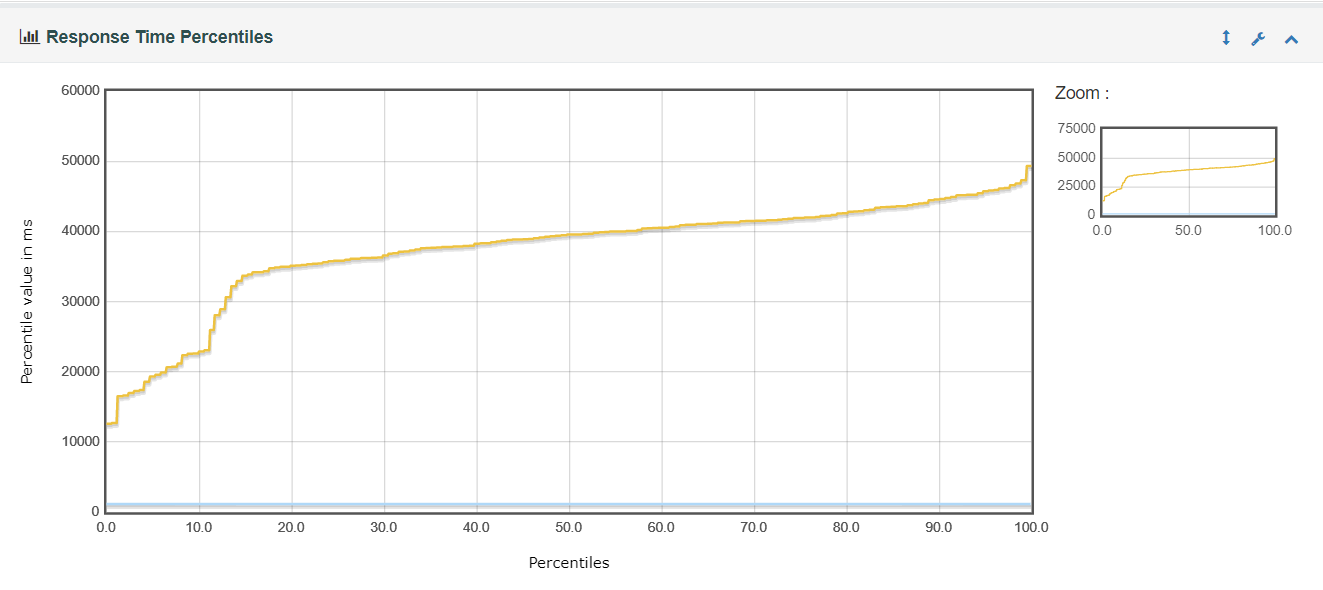 Response Time Percentiles
60000
50000
40000
30000
20000
10000
0
Percentile value in ms
0.0 10.0 20.0 30.0 40.0 50.0 60.0 70.0 80.0 90.0 100.0
Percentiles
Zoom :
75000
50000
25000
0
0.0 50.0 100.0